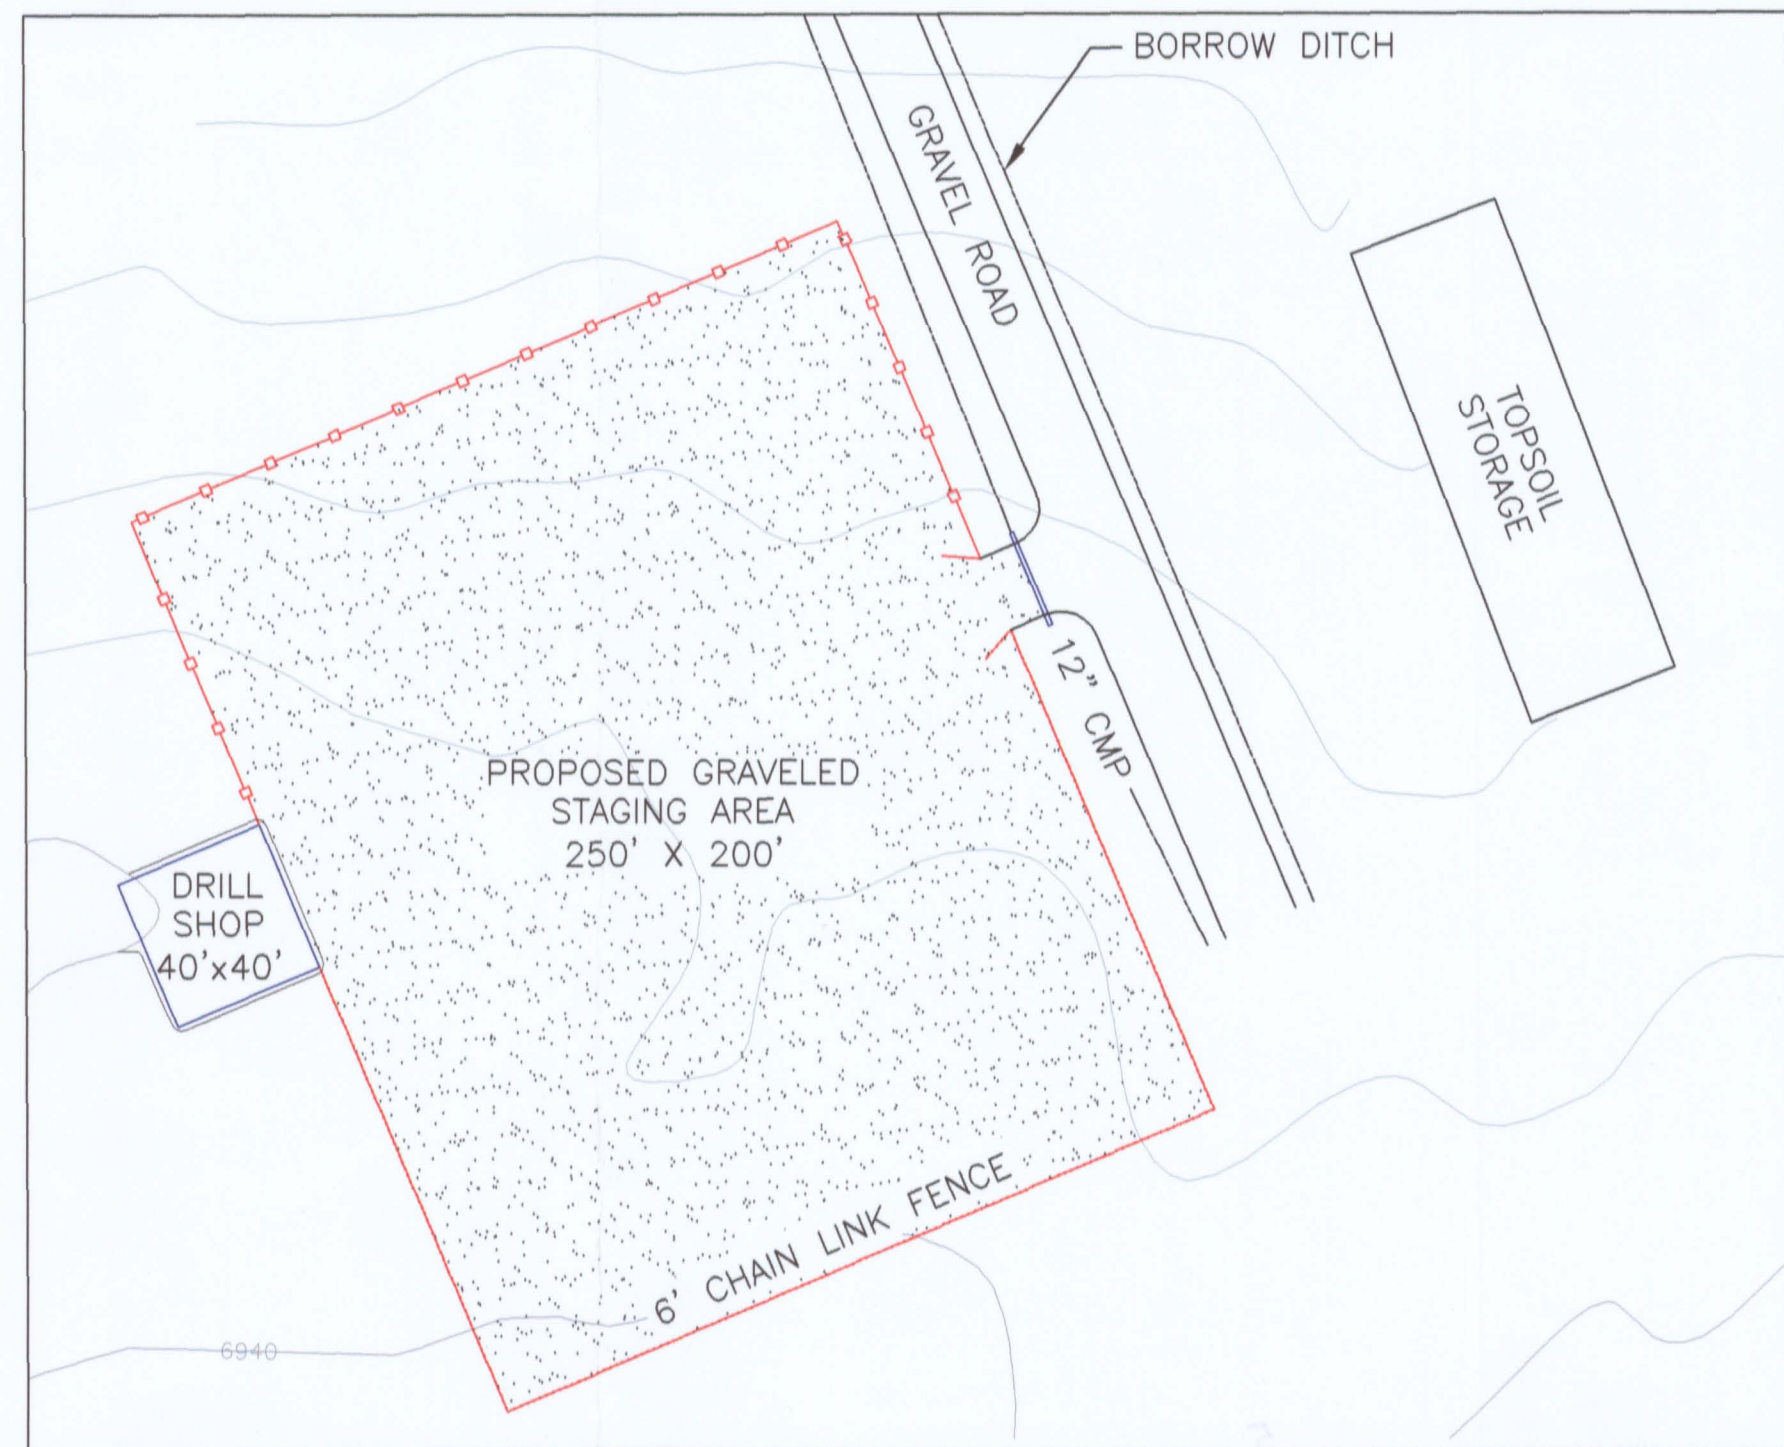 BORROW DITCH
GRAVEL ROAD
TOPSOIL
STORAGE
12" CMP
PROPOSED GRAVELED
STAGING AREA
250' X 200'
DRILL
SHOP
40'x40'
6' CHAIN LINK FENCE
6940